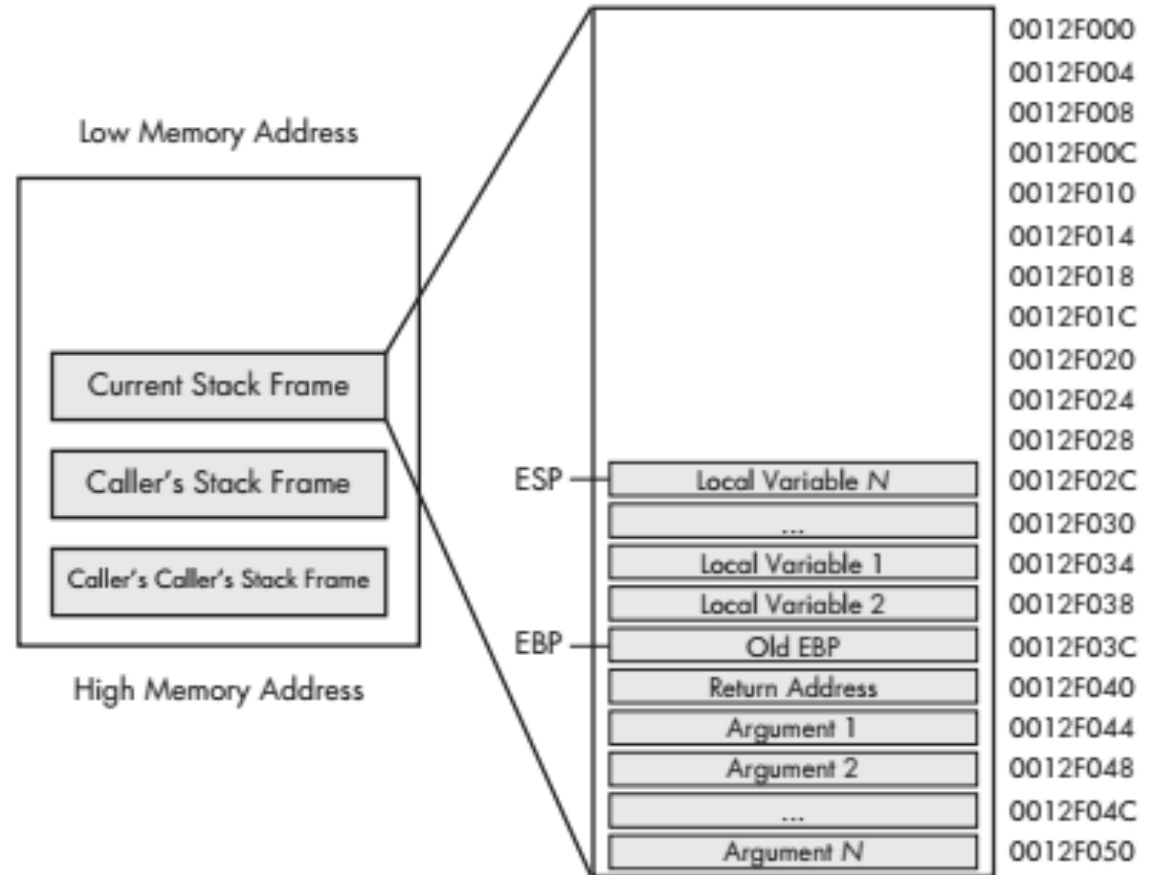 Low Memory Address
Current Stack Frame
Caller's Stack Frame
Caller's Caller's Stack Frame
High Memory Address
ESP
EBP
Local Variable N
...
Local Variable 1
Local Variable 2
Old EBP
Return Address
Argument 1
Argument 2
...
Argument N
0012F000
0012F004
0012F008
0012F00C
0012F010
0012F014
0012F018
0012F01C
0012F020
0012F024
0012F028
0012F02C
0012F030
0012F034
0012F038
0012F03C
0012F040
0012F044
0012F048
0012F04C
0012F050